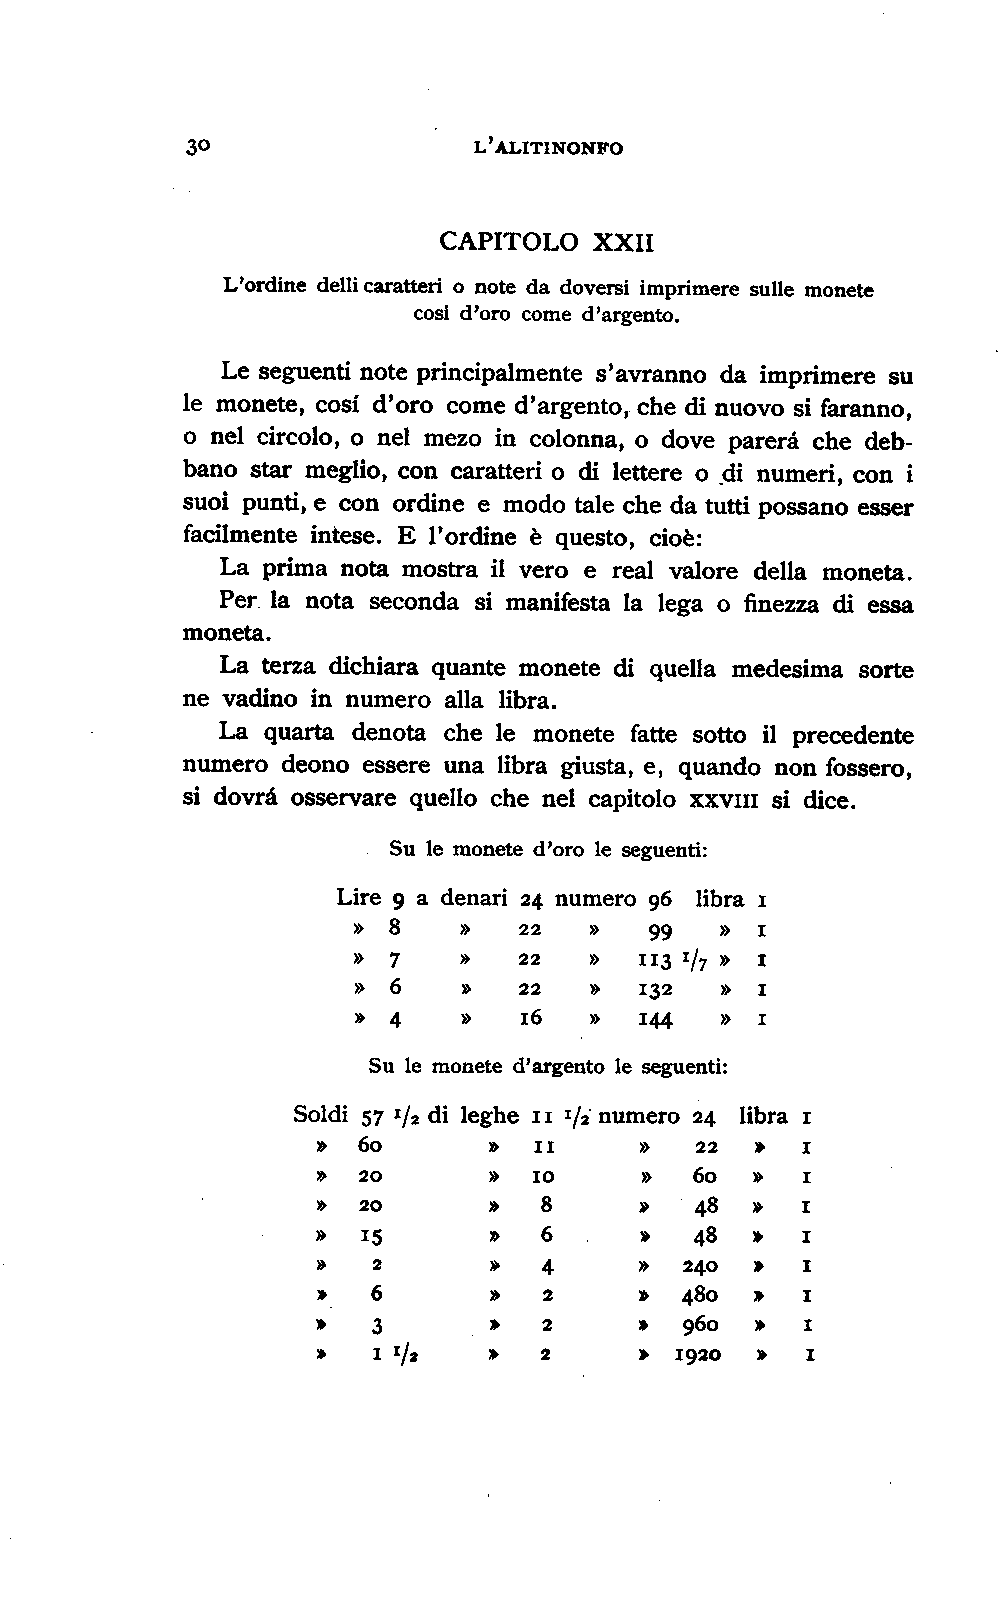 30 L'ALITINONFO
CAPITOLO XXII
L'ordine delli caratteri o note da doversi imprimere sulle monete
cosi d'oro come d'argento.
Le seguenti note principalmente s'avranno da imprimere su
le monete, cosí d'oro come d'argento, che di nuovo si faranno,
o nel circolo, o nel mezo in colonna, o dove parerá che deb-
bano star meglio, con caratteri o di lettere o di numeri, con i
suoi punti, e con ordine e modo tale che da tutti possano esser
facilmente intese. E l'ordine è questo, cioè:
La prima nota mostra il vero e real valore della moneta.
Per la nota seconda si manifesta la lega o finezza di essa
moneta.
La terza dichiara quante monete di quella medesima sorte
ne vadino in numero alla libra.
La quarta denota che le monete fatte sotto il precedente
numero deono essere una libra giusta, e, quando non fossero,
si dovrá osservare quello che nel capitolo XXVIII si dice.
Su le monete d'oro le seguenti:
Lire 9 a denari 24 numero 96 libra 1
» 8 » 22 » 99 » 1
» 7 » 22 » 113 1/7 » 1
» 6 » 22 » 132 » 1
» 4 » 16 » 144 » 1
Su le monete d'argento le seguenti:
Soldi 57 1/2 di leghe 11 1/2 numero 24 libra 1
» 60 » 11 » 22 » 1
» 20 » 10 » 60 » 1
» 20 » 8 » 48 » 1
» 15 » 6 » 48 » 1
» 2 » 4 » 240 » 1
» 6 » 2 » 480 » 1
» 3 » 2 » 960 » 1
» 1 1/2 » 2 » 1920 » 1